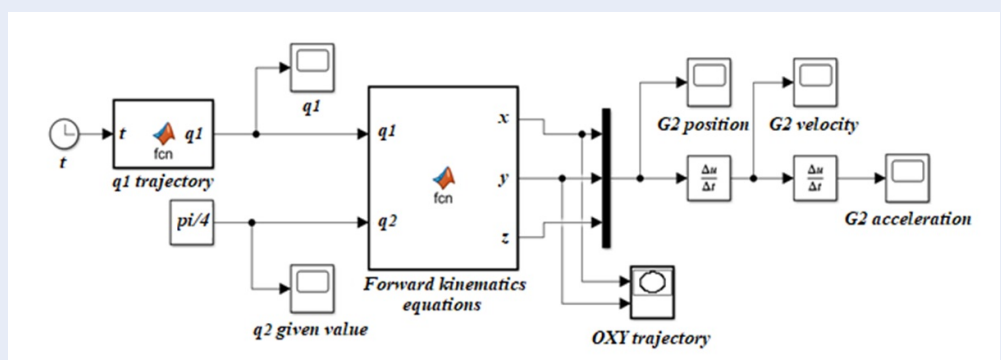 t
t
q1
fcn
q1 trajectory
q1
pi/4
q2 given value
q1
q2
fcn
x
y
z
Forward kinematics
equations
G2 position
G2 velocity
Δu
Δt
Δu
Δt
G2 acceleration
OXY trajectory